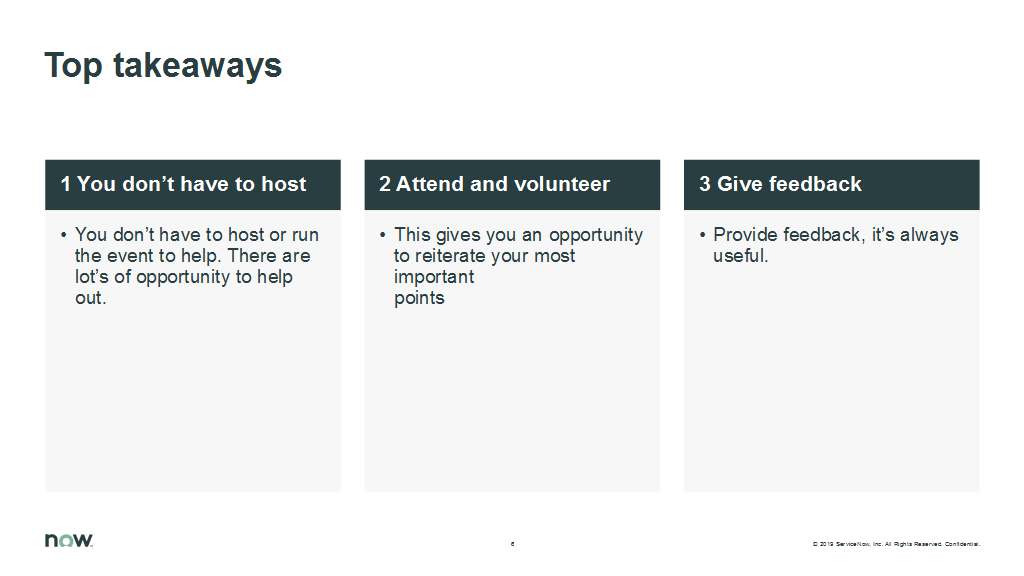 Top takeaways
1 You don’t have to host
• You don’t have to host or run
the event to help. There are
lot’s of opportunity to help
out.
2 Attend and volunteer
• This gives you an opportunity
to reiterate your most
important
points
3 Give feedback
• Provide feedback, it’s always
useful.
now
6
© 2019 ServiceNow, Inc. All Rights Reserved. Confidential.